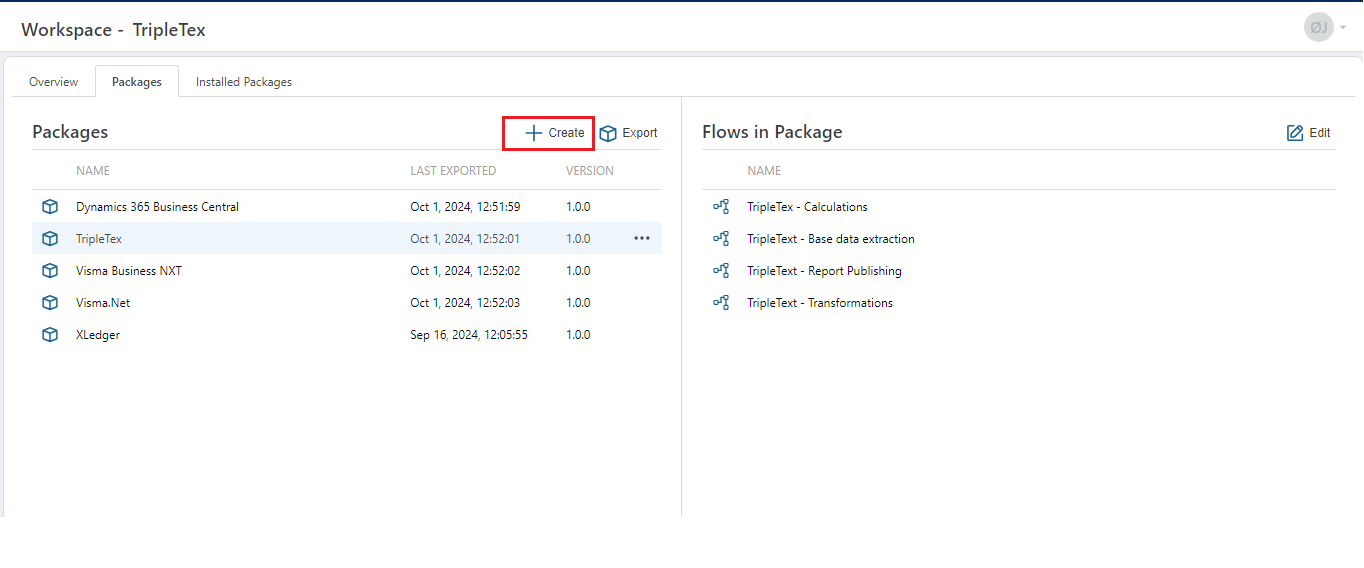 Workspace - TripleTex
ØJ
Overview
Packages
Installed Packages
Packages
Create
Export
NAME
LAST EXPORTED
VERSION
Dynamics 365 Business Central
Oct 1, 2024, 12:51:59
1.0.0
TripleTex
Oct 1, 2024, 12:52:01
1.0.0
Visma Business NXT
Oct 1, 2024, 12:52:02
1.0.0
Visma.Net
Oct 1, 2024, 12:52:03
1.0.0
XLedger
Sep 16, 2024, 12:05:55
1.0.0
Flows in Package
Edit
NAME
TripleTex - Calculations
TripleText - Base data extraction
TripleText - Report Publishing
TripleText - Transformations